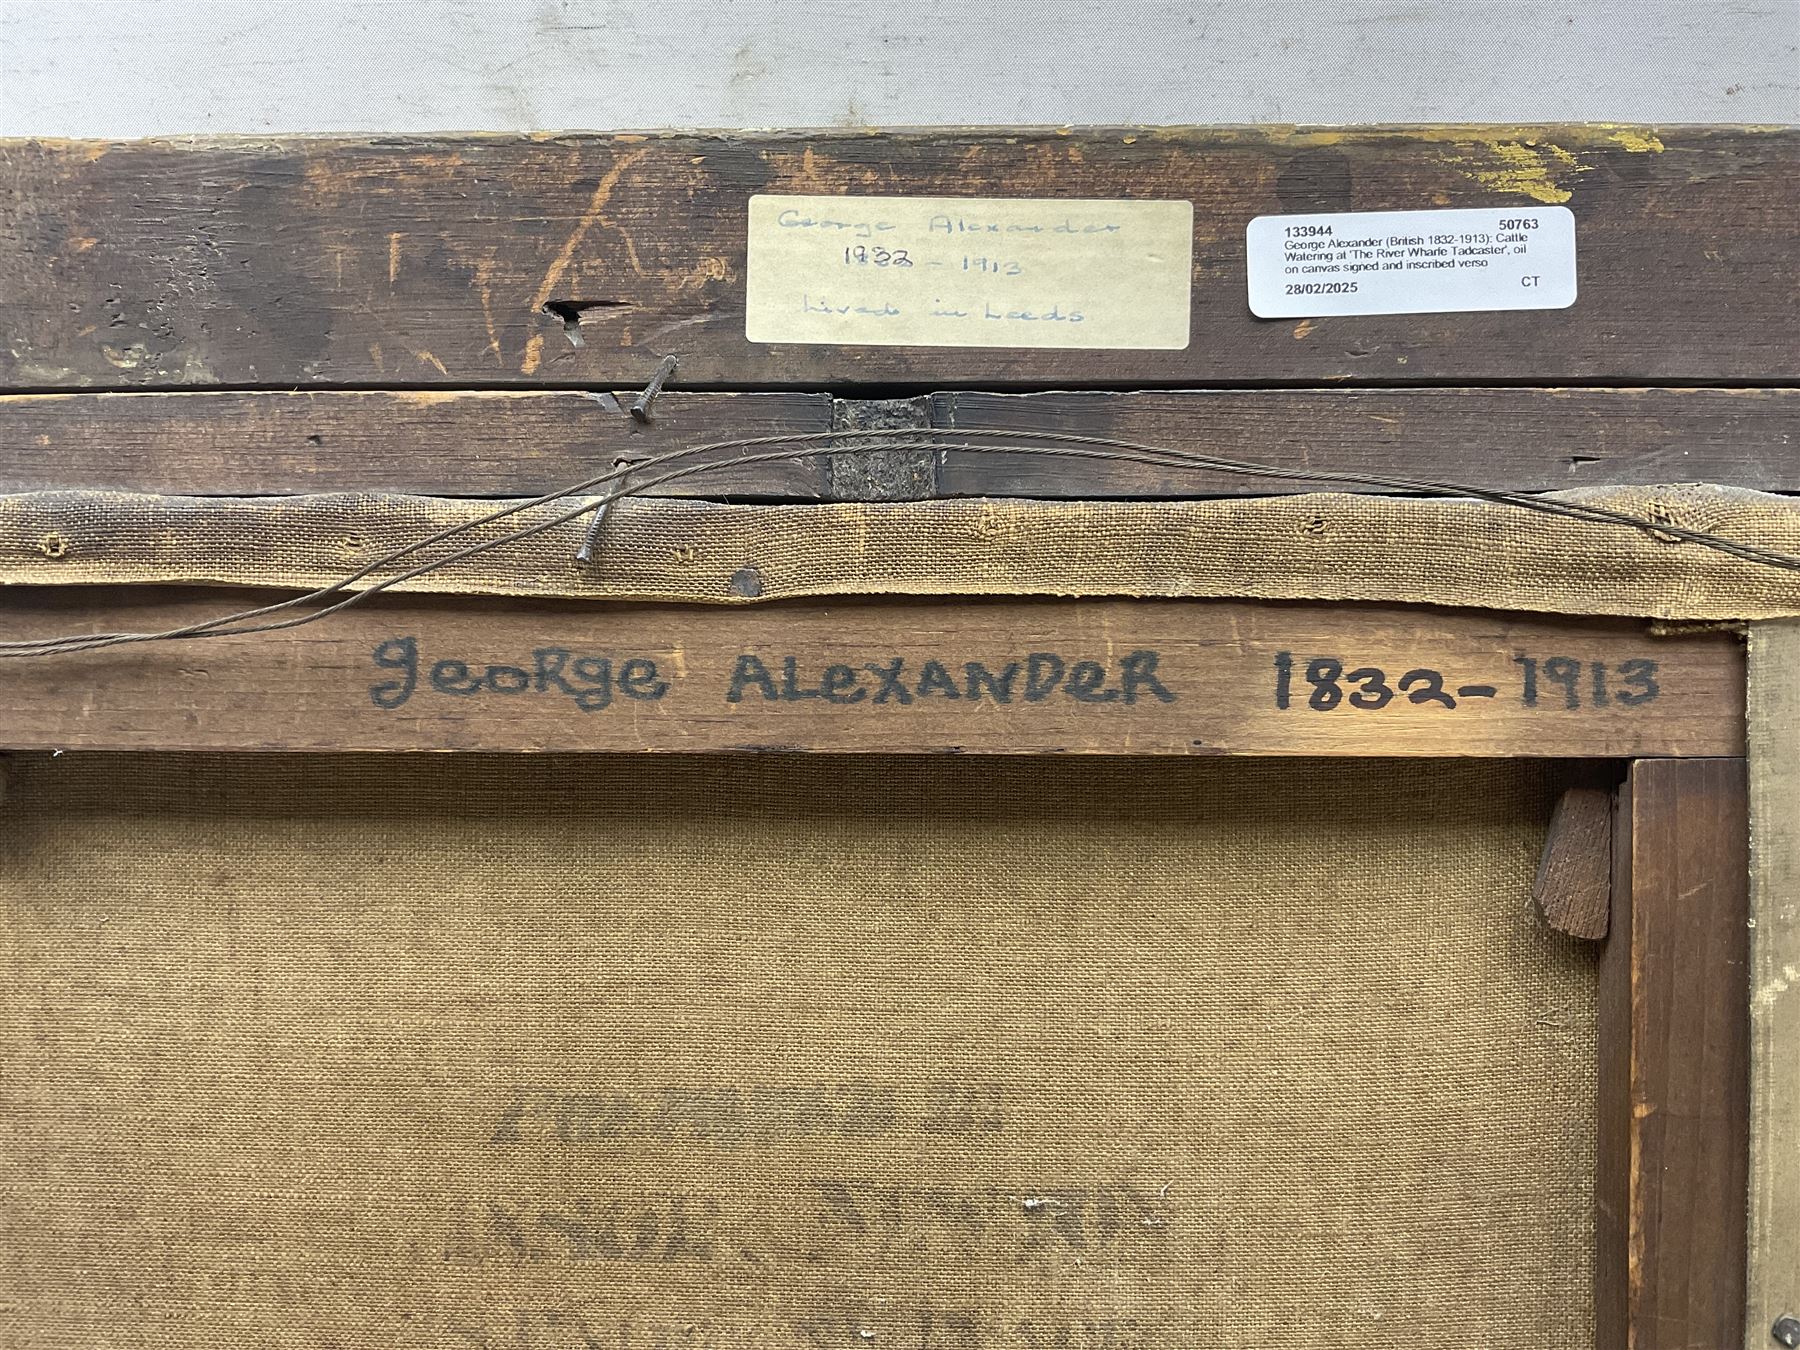 George Alexander
1832 - 1913
Lived in Leeds
133944 50763
George Alexander (British 1832-1913): Cattle
Watering at 'The River Wharfe Tadcaster', oil
on canvas signed and inscribed verso
28/02/2025 CT
george ALEXANDER 1832-1913